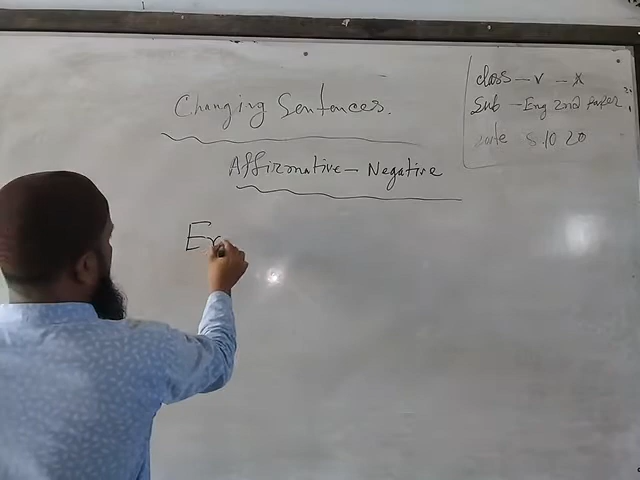 Changing Sentences.
Affirmative - Negative
Ex
class - V - X
Sub - Eng 2nd Paper
Date 8.10.20